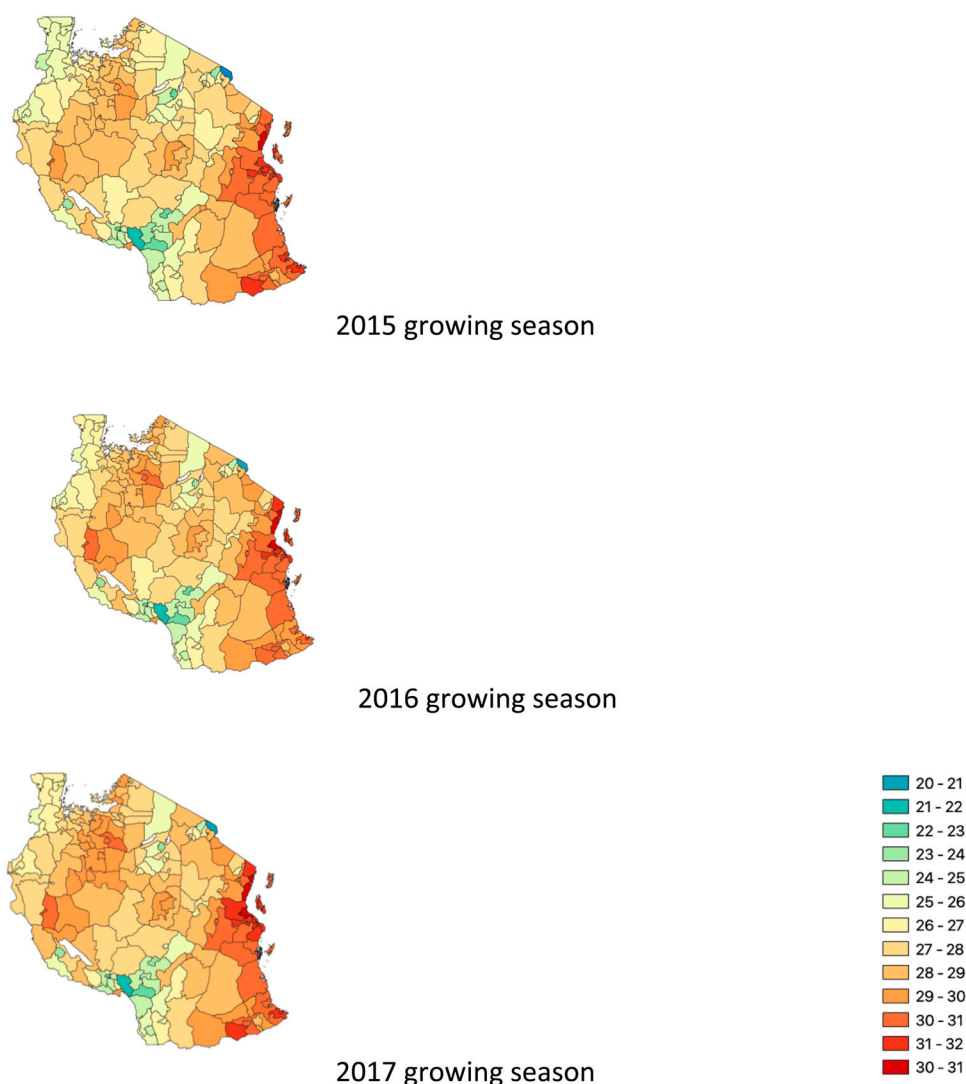 2015 growing season
2016 growing season
2017 growing season
20 - 21
21 - 22
22 - 23
23 - 24
24 - 25
25 - 26
26 - 27
27 - 28
28 - 29
29 - 30
30 - 31
31 - 32
30 - 31